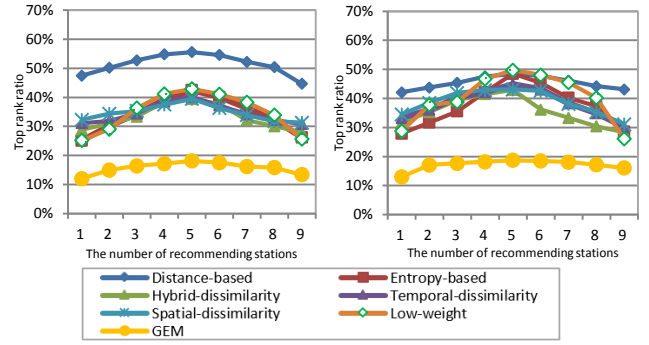 70%
60%
50%
40%
30%
20%
10%
0%
Top rank ratio
1 2 3 4 5 6 7 8 9
The number of recommending stations
70%
60%
50%
40%
30%
20%
10%
0%
Top rank ratio
1 2 3 4 5 6 7 8 9
The number of recommending stations
Distance-based Entropy-based
Hybrid-dissimilarity Temporal-dissimilarity
Spatial-dissimilarity Low-weight
GEM